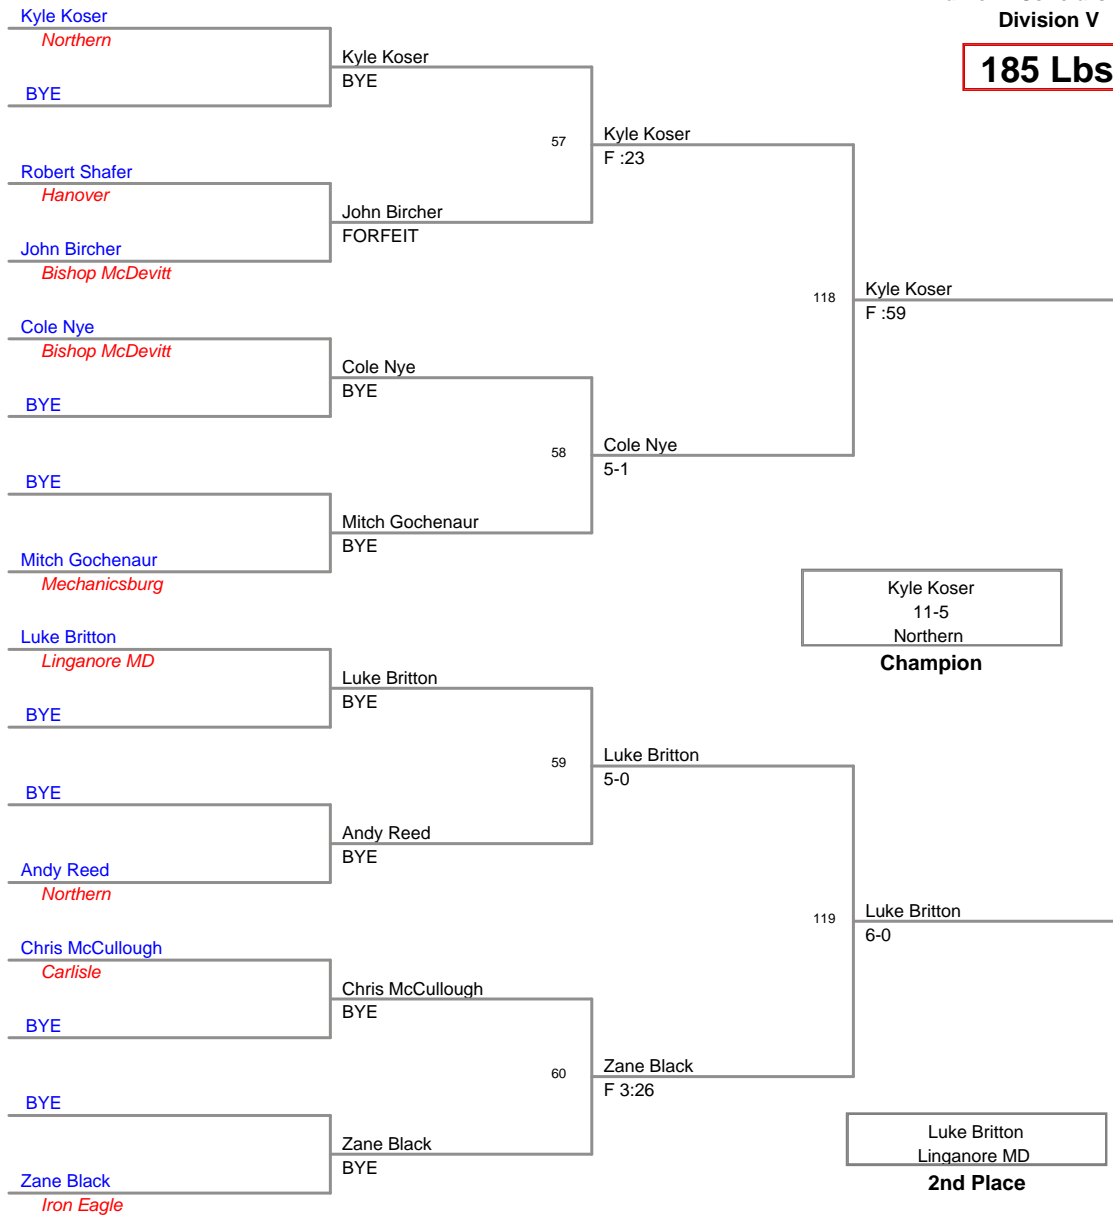 Division V
185 Lbs
Kyle Koser
Northern
BYE
Robert Shafer
Hanover
John Bircher
Bishop McDevitt
Cole Nye
Bishop McDevitt
BYE
BYE
Mitch Gochenaur
Mechanicsburg
Luke Britton
Linganore MD
BYE
BYE
Andy Reed
Northern
Chris McCullough
Carlisle
BYE
BYE
Zane Black
Iron Eagle
Kyle Koser
BYE
John Bircher
FORFEIT
Cole Nye
BYE
Mitch Gochenaur
BYE
Luke Britton
BYE
Andy Reed
BYE
Chris McCullough
BYE
Zane Black
BYE
57
Kyle Koser
F :23
58
Cole Nye
5-1
59
Luke Britton
5-0
60
Zane Black
F 3:26
118
Kyle Koser
F :59
119
Luke Britton
6-0
Kyle Koser
11-5
Northern
Champion
Luke Britton
Linganore MD
2nd Place